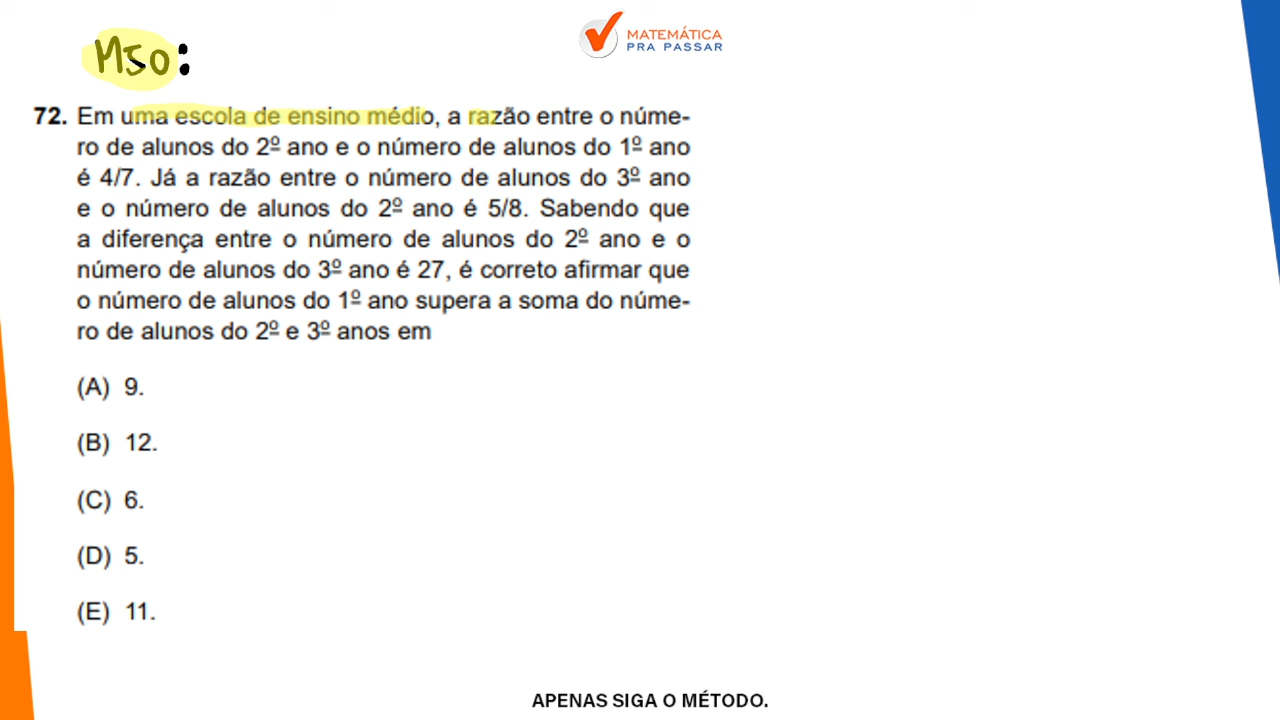 MATEMÁTICA
PRA PASSAR
M50:
72. Em uma escola de ensino médio, a razão entre o núme-
ro de alunos do 2º ano e o número de alunos do 1º ano
é 4/7. Já a razão entre o número de alunos do 3º ano
e o número de alunos do 2º ano é 5/8. Sabendo que
a diferença entre o número de alunos do 2º ano e o
número de alunos do 3º ano é 27, é correto afirmar que
o número de alunos do 1º ano supera a soma do núme-
ro de alunos do 2º e 3º anos em
(A) 9.
(B) 12.
(C) 6.
(D) 5.
(E) 11.
APENAS SIGA O MÉTODO.